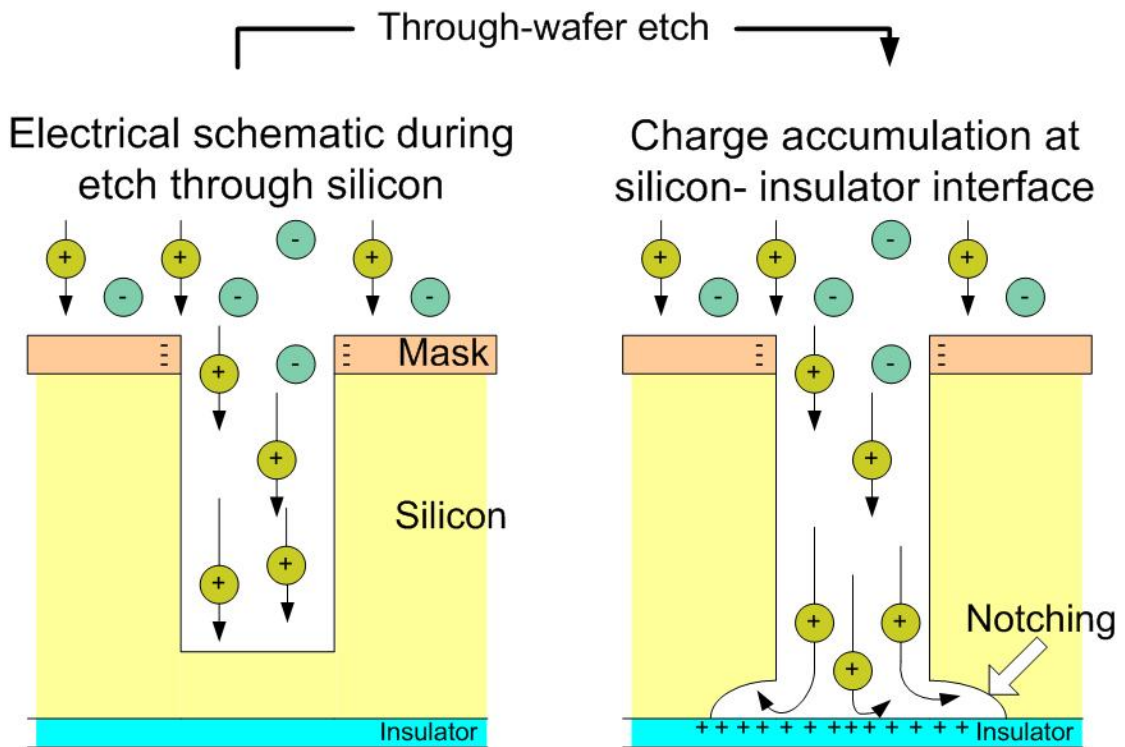 Through-wafer etch
Electrical schematic during
etch through silicon
Mask
Silicon
Insulator
Charge accumulation at
silicon- insulator interface
Notching
Insulator